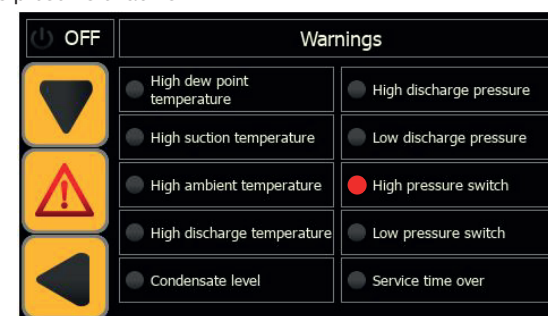 OFF
Warnings
High dew point
temperature
High discharge pressure
High suction temperature
Low discharge pressure
High ambient temperature
High pressure switch
High discharge temperature
Low pressure switch
Condensate level
Service time over